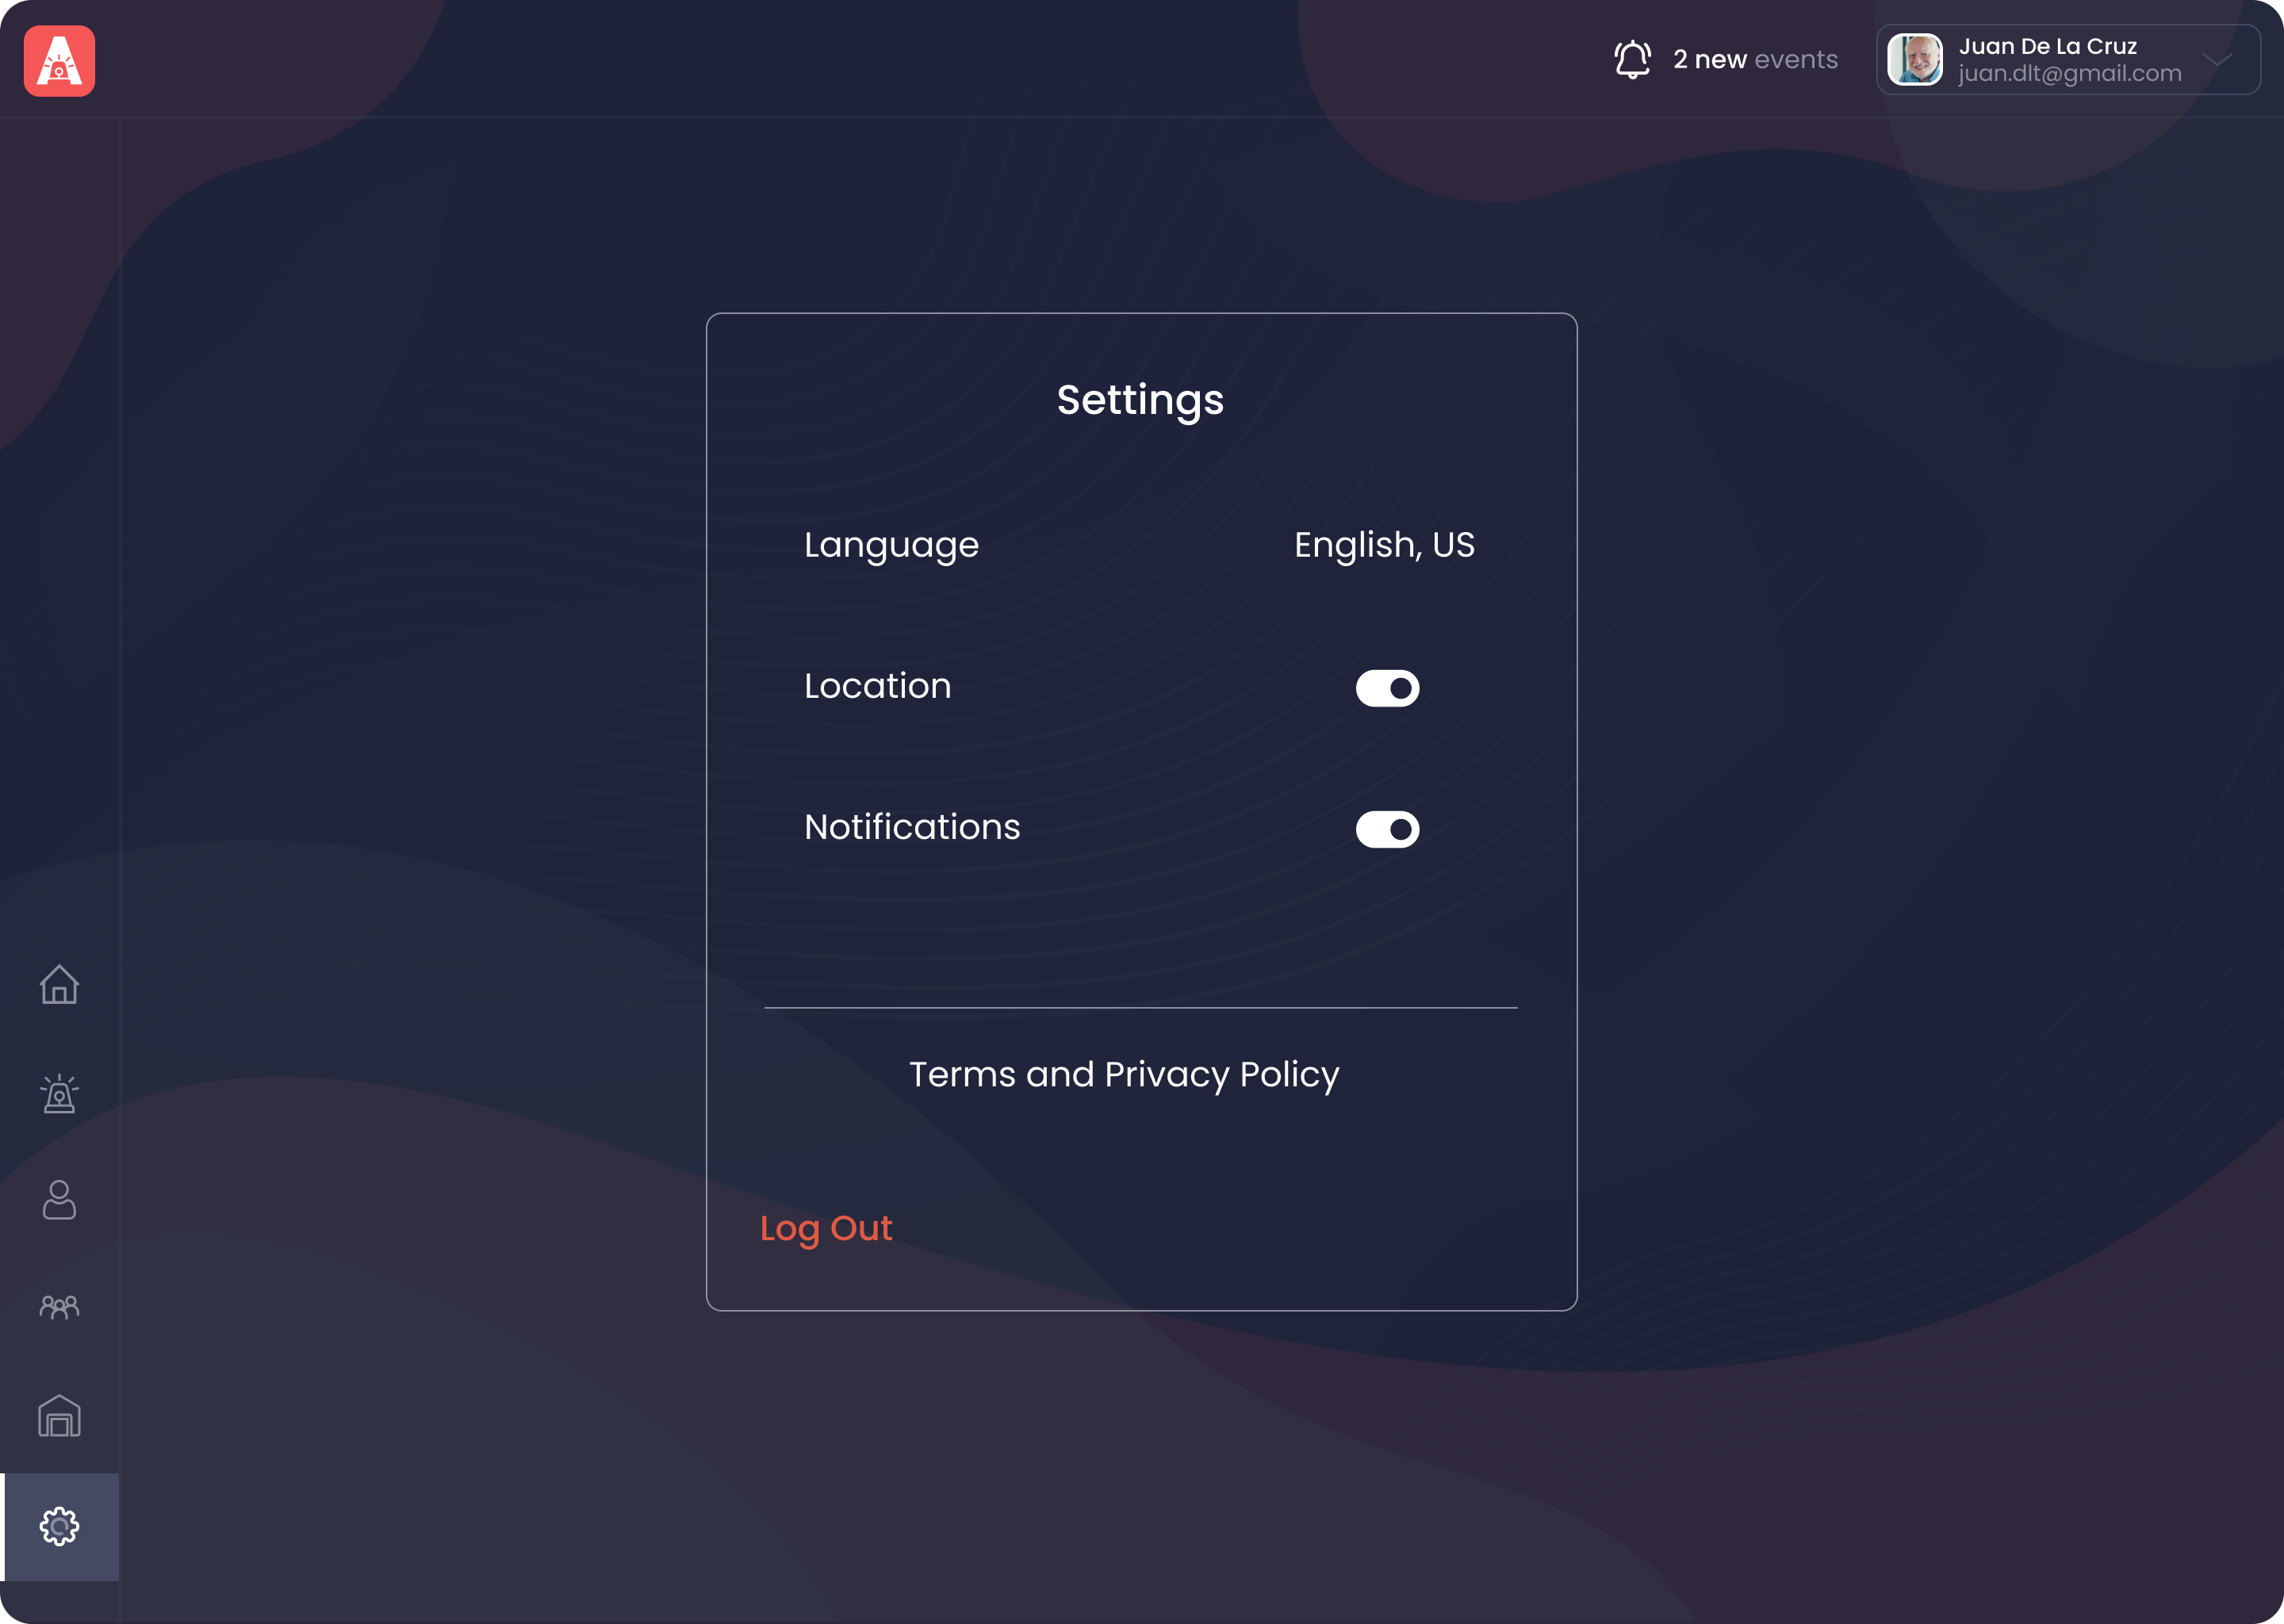 A
2 new events
Juan De La Cruz
juan.dlt@gmail.com
Settings
Language English, US
Location
Notifications
Terms and Privacy Policy
Log Out